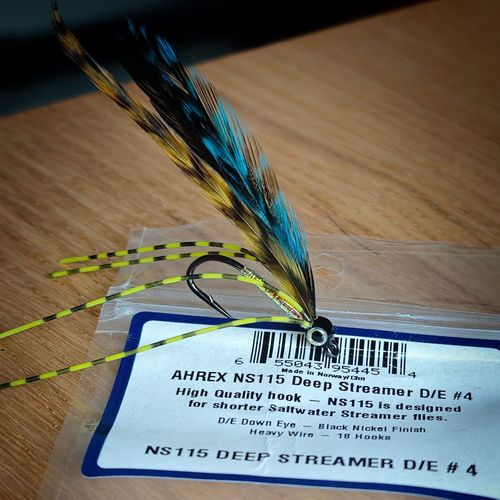 6 55043 95445 4
Made in Norway/Chn
AHREX NS115 Deep Streamer D/E #4
High Quality hook – NS115 is designed
for shorter Saltwater Streamer flies.
D/E Down Eye – Black Nickel Finish
Heavy Wire – 18 Hooks
NS115 DEEP STREAMER D/E # 4